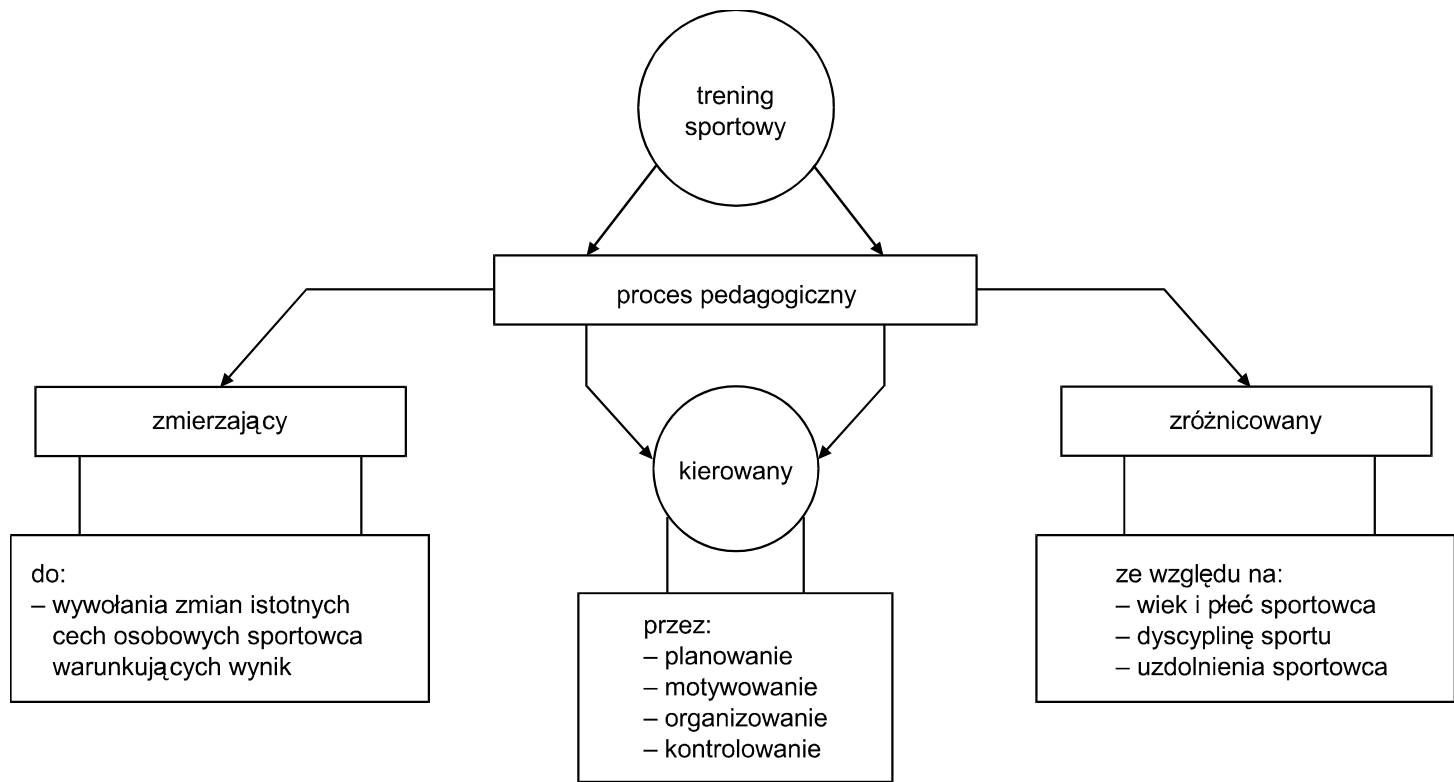 trening
sportowy
proces pedagogiczny
zmierzający
kierowany
zróżnicowany
do:
– wywołania zmian istotnych
cech osobowych sportowca
warunkujących wynik
przez:
– planowanie
– motywowanie
– organizowanie
– kontrolowanie
ze względu na:
– wiek i płeć sportowca
– dyscyplinę sportu
– uzdolnienia sportowca